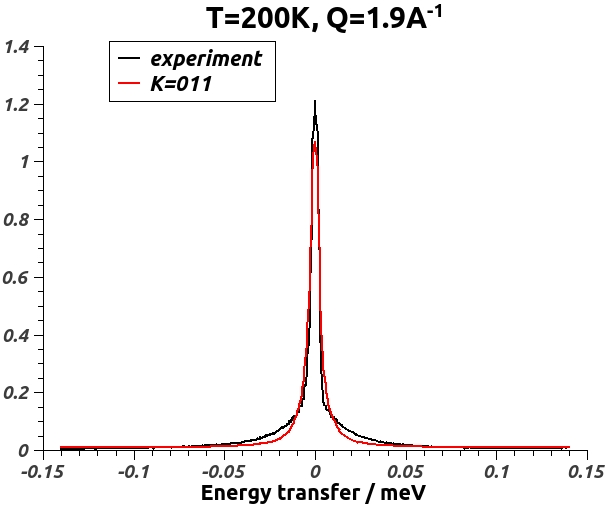 T=200K, Q=1.9A⁻¹
1.4
experiment
K=011
1.2
1
0.8
0.6
0.4
0.2
0
-0.15 -0.1 -0.05 0 0.05 0.1 0.15
Energy transfer / meV